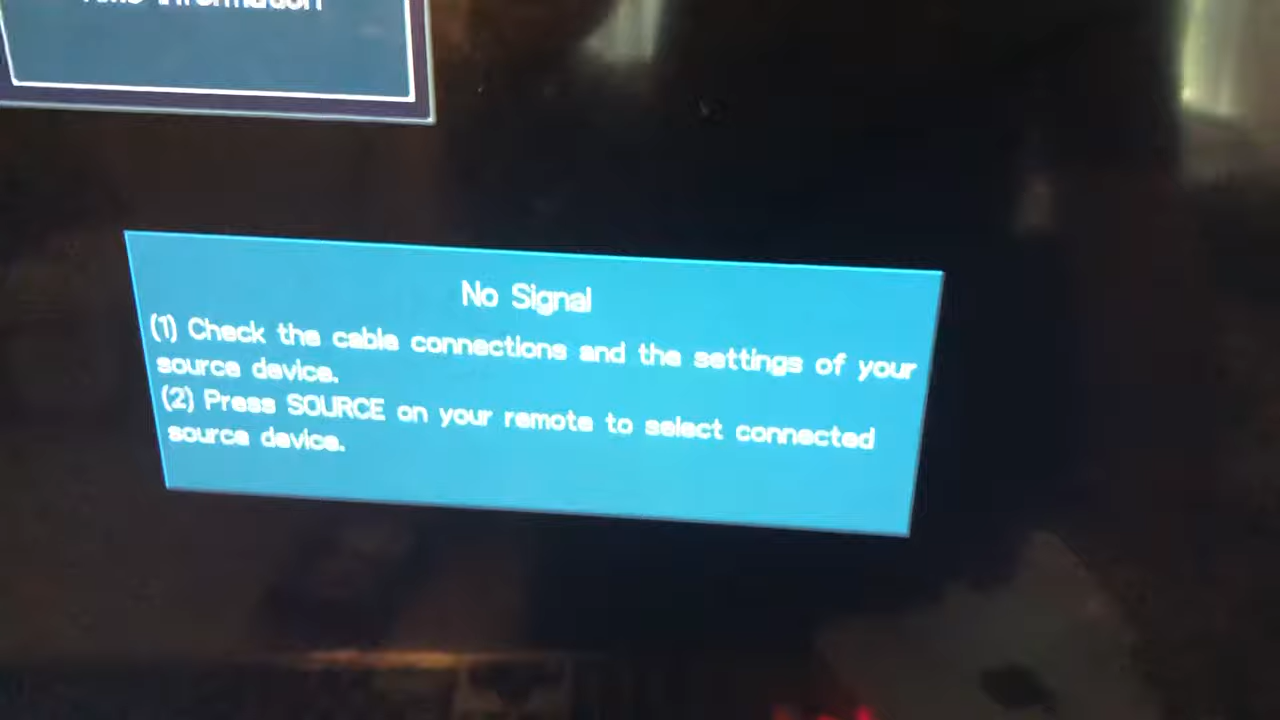 Information
No Signal
(1) Check the cable connections and the settings of your
source device.
(2) Press SOURCE on your remote to select connected
source device.